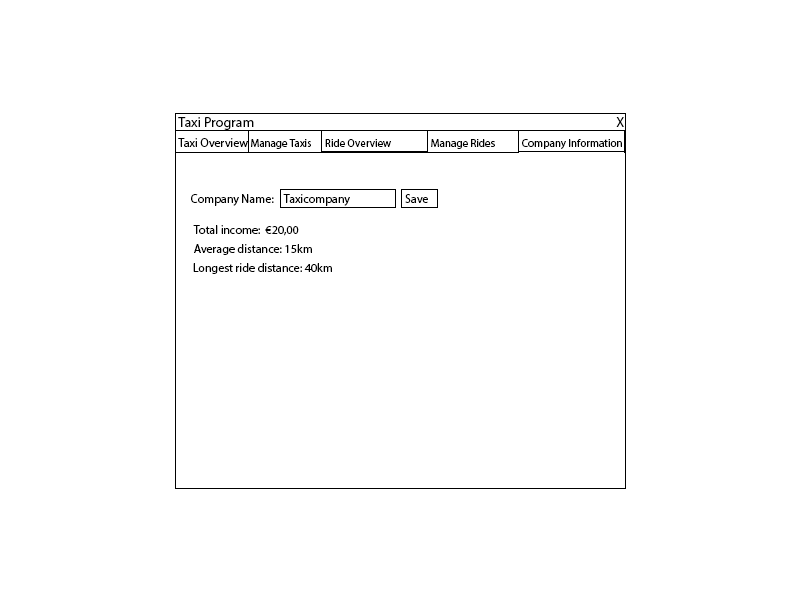 Taxi Program X
Taxi Overview Manage Taxis Ride Overview Manage Rides Company Information
Company Name: Taxicompany Save
Total income: €20,00
Average distance: 15km
Longest ride distance: 40km